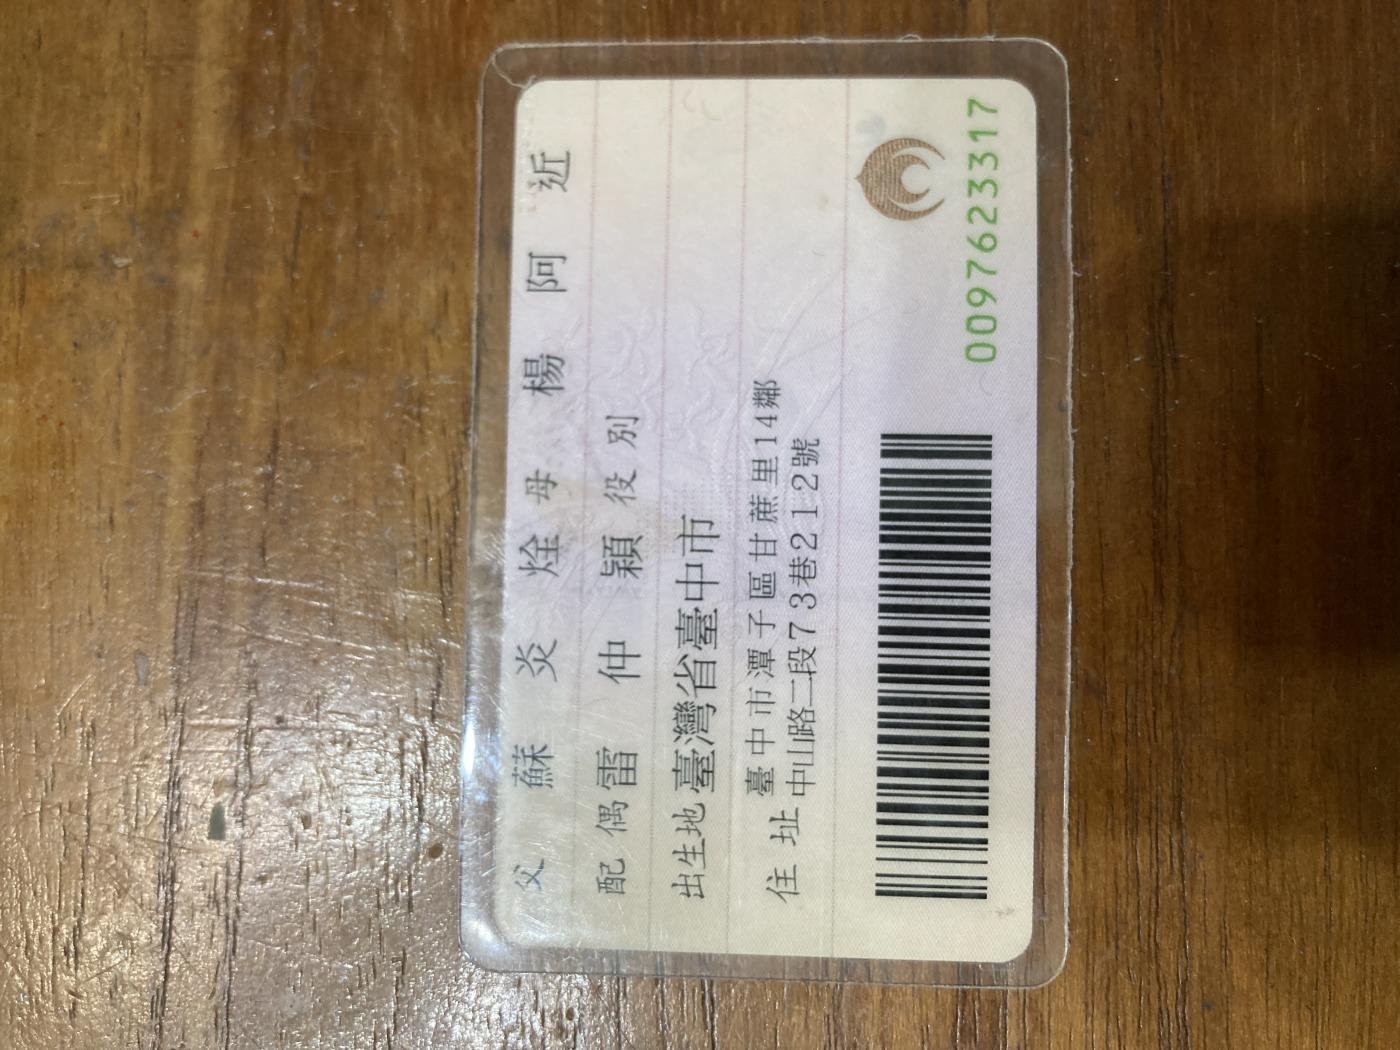 父 蘇炎烇 母 楊阿近
配偶 雷仲穎 役別
出生地 臺灣省臺中市
住址 臺中市潭子區甘蔗里14鄰
中山路二段73巷212號
0097623317